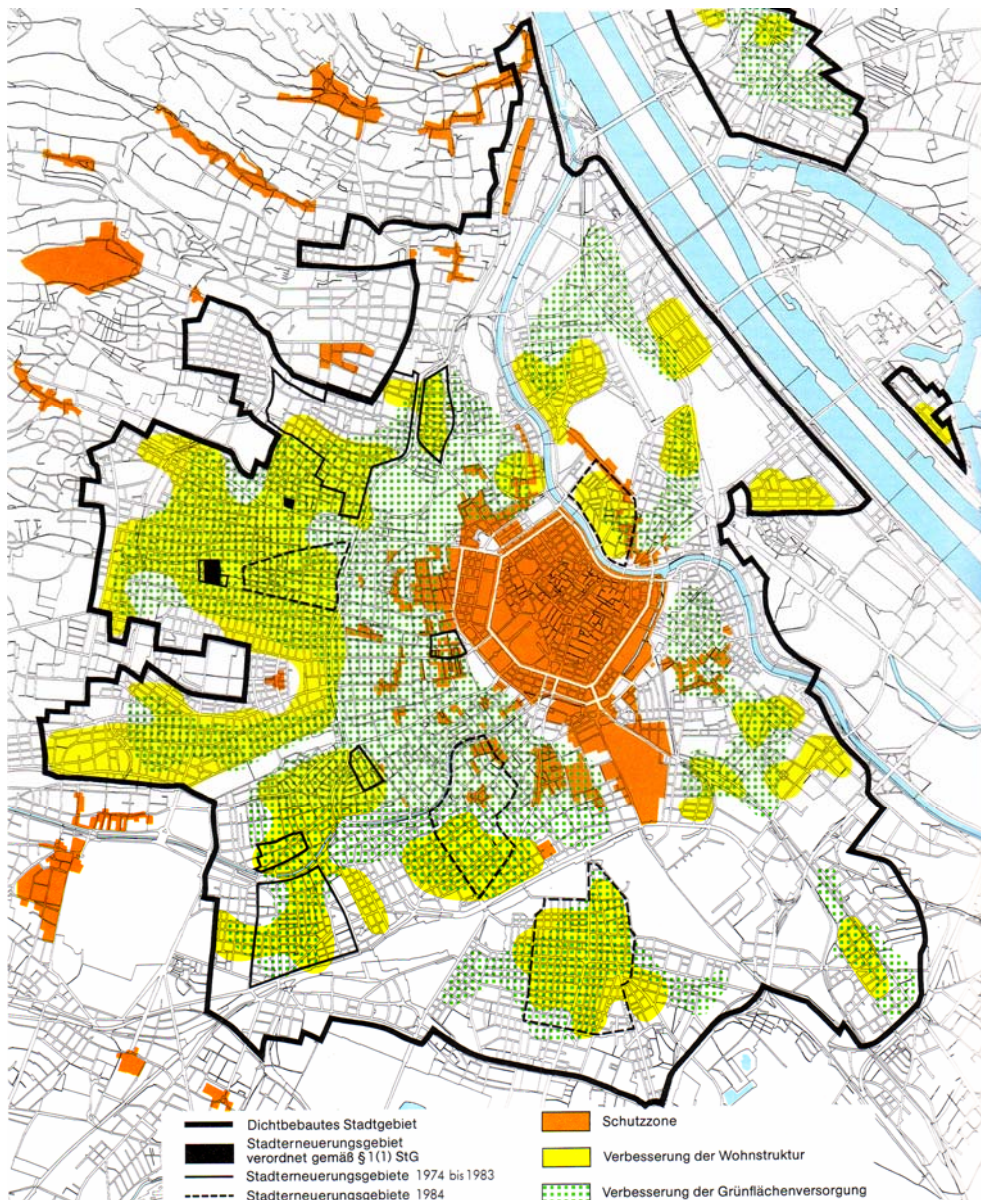 Dichtbebautes Stadtgebiet
Stadterneuerungsgebiet
verordnet gemäß § 1(1) StG
Stadterneuerungsgebiete 1974 bis 1983
Stadterneuerungsgebiete 1984
Schutzzone
Verbesserung der Wohnstruktur
Verbesserung der Grünflächenversorgung